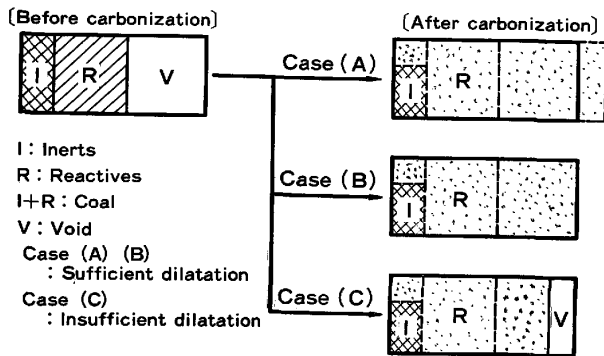 〔Before carbonization〕
〔After carbonization〕
I R V
Case (A)
I R
I : Inerts
R : Reactives
I+R : Coal
V : Void
Case (A) (B)
: Sufficient dilatation
Case (C)
: Insufficient dilatation
Case (B)
I R
Case (C)
I R V